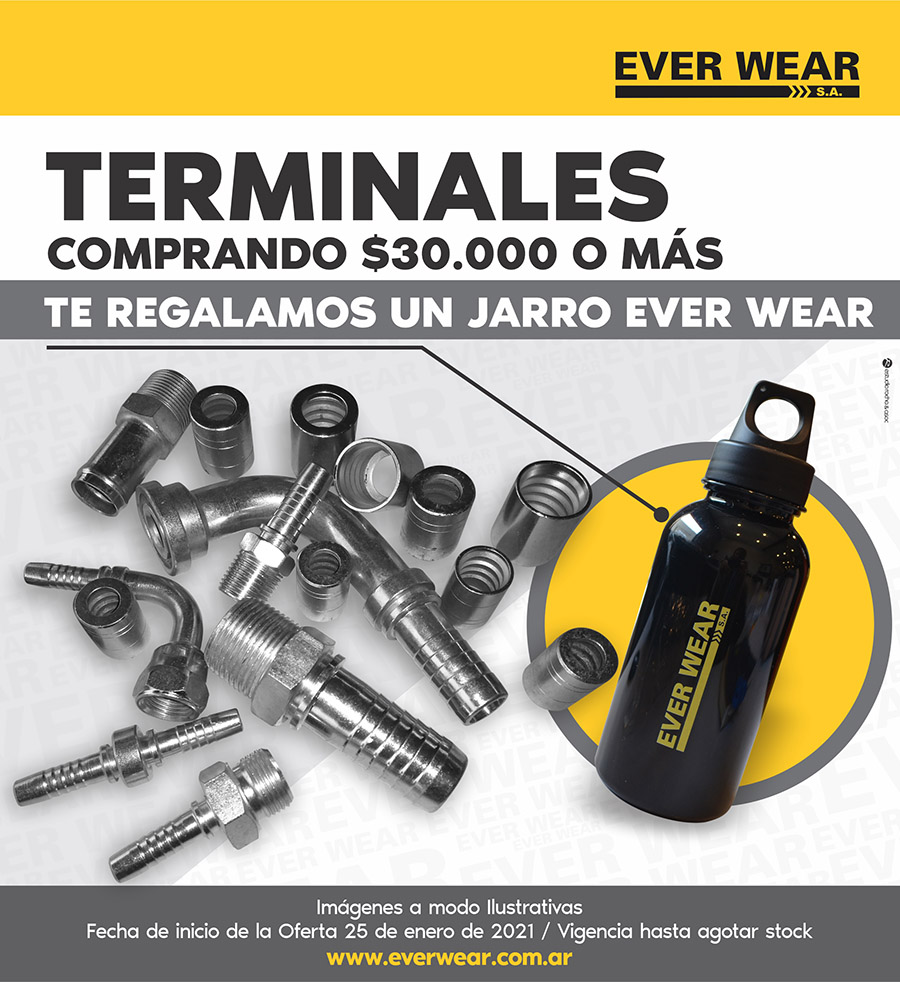 EVER WEAR
S.A.
TERMINALES
COMPRANDO $30.000 O MÁS
TE REGALAMOS UN JARRO EVER WEAR
EVER WEAR
S.A.
Imágenes a modo Ilustrativas
Fecha de inicio de la Oferta 25 de enero de 2021 / Vigencia hasta agotar stock
www.everwear.com.ar